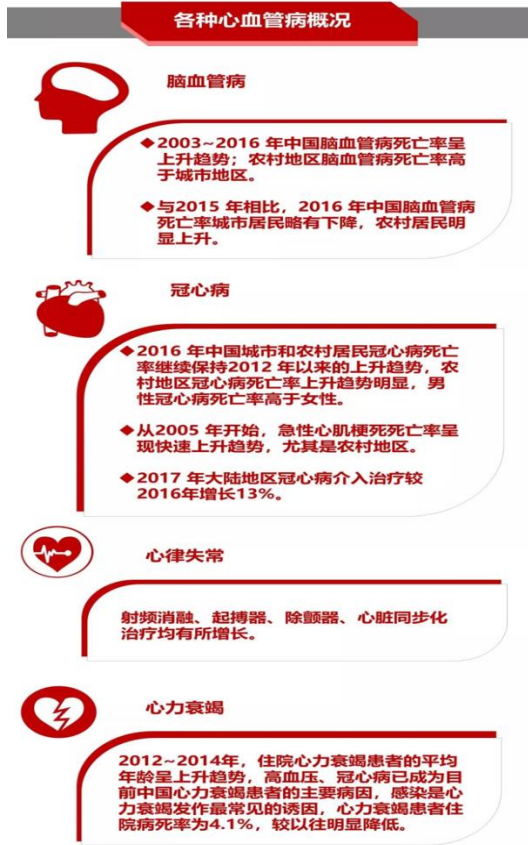 各种心血管病概况
脑血管病
◆2003~2016 年中国脑血管病死亡率呈
上升趋势；农村地区脑血管病死亡率高
于城市地区。
◆与2015 年相比，2016 年中国脑血管病
死亡率城市居民略有下降，农村居民明
显上升。
冠心病
◆2016 年中国城市和农村居民冠心病死亡
率继续保持2012 年以来的上升趋势，农
村地区冠心病死亡率上升趋势明显，男
性冠心病死亡率高于女性。
◆从2005 年开始，急性心肌梗死死亡率呈
现快速上升趋势，尤其是农村地区。
◆2017 年大陆地区冠心病介入治疗较
2016年增长13%。
心律失常
射频消融、起搏器、除颤器、心脏同步化
治疗均有所增长。
心力衰竭
2012~2014年，住院心力衰竭患者的平均
年龄呈上升趋势，高血压、冠心病已成为目
前中国心力衰竭患者的主要病因，感染是心
力衰竭发作最常见的诱因，心力衰竭患者住
院病死率为4.1%，较以往明显降低。